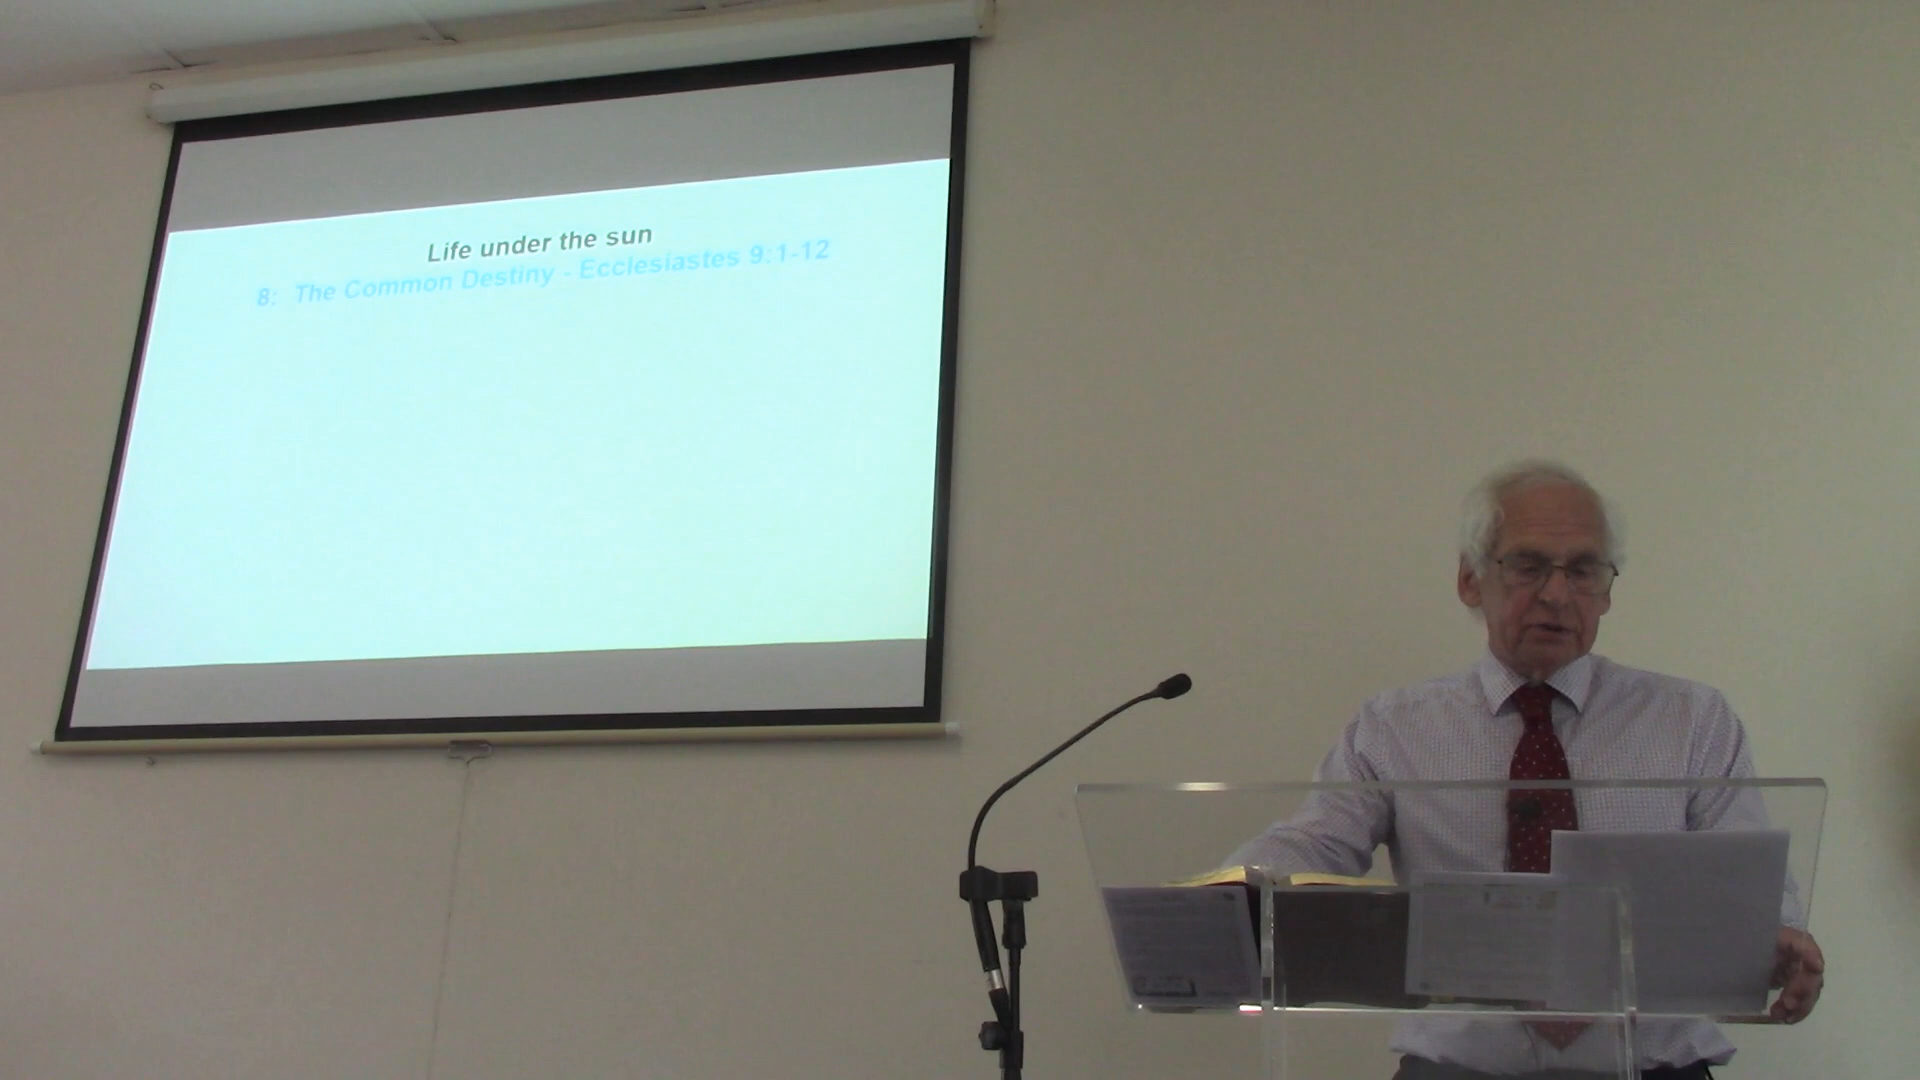 Life under the sun
8: The Common Destiny - Ecclesiastes 9:1-12